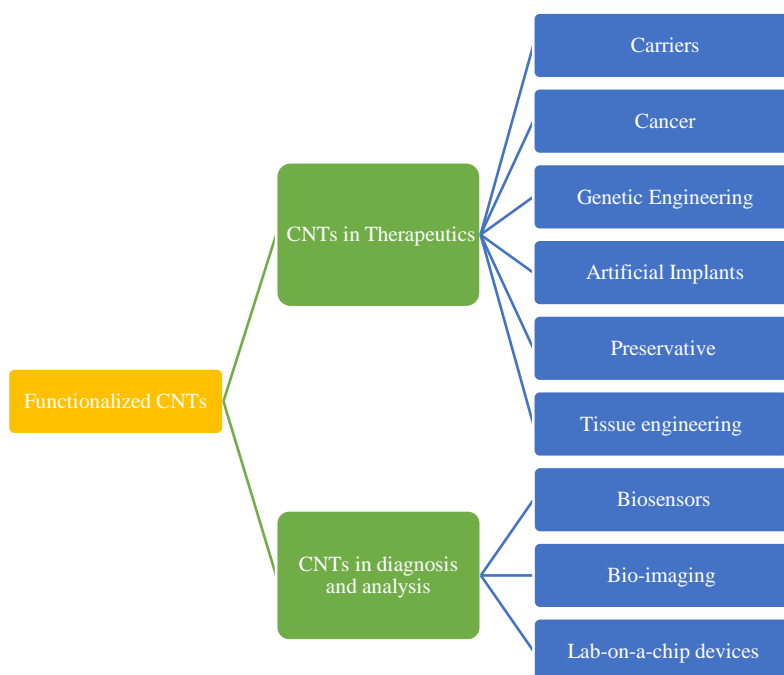 Functionalized CNTs
CNTs in Therapeutics
Carriers
Cancer
Genetic Engineering
Artificial Implants
Preservative
Tissue engineering
CNTs in diagnosis
and analysis
Biosensors
Bio-imaging
Lab-on-a-chip devices